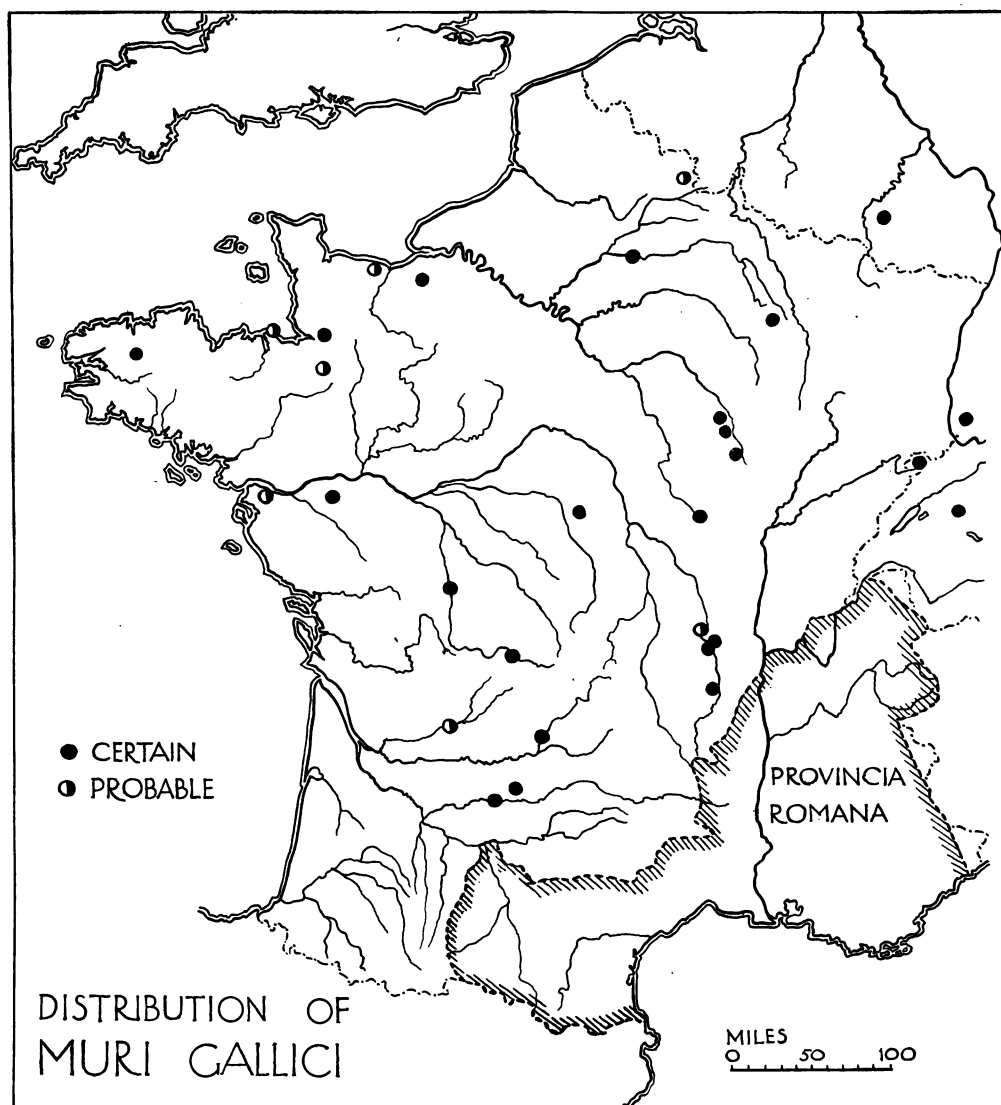 CERTAIN
PROBABLE
PROVINCIA
ROMANA
DISTRIBUTION OF
MURI GALLICI
MILES
0 50 100